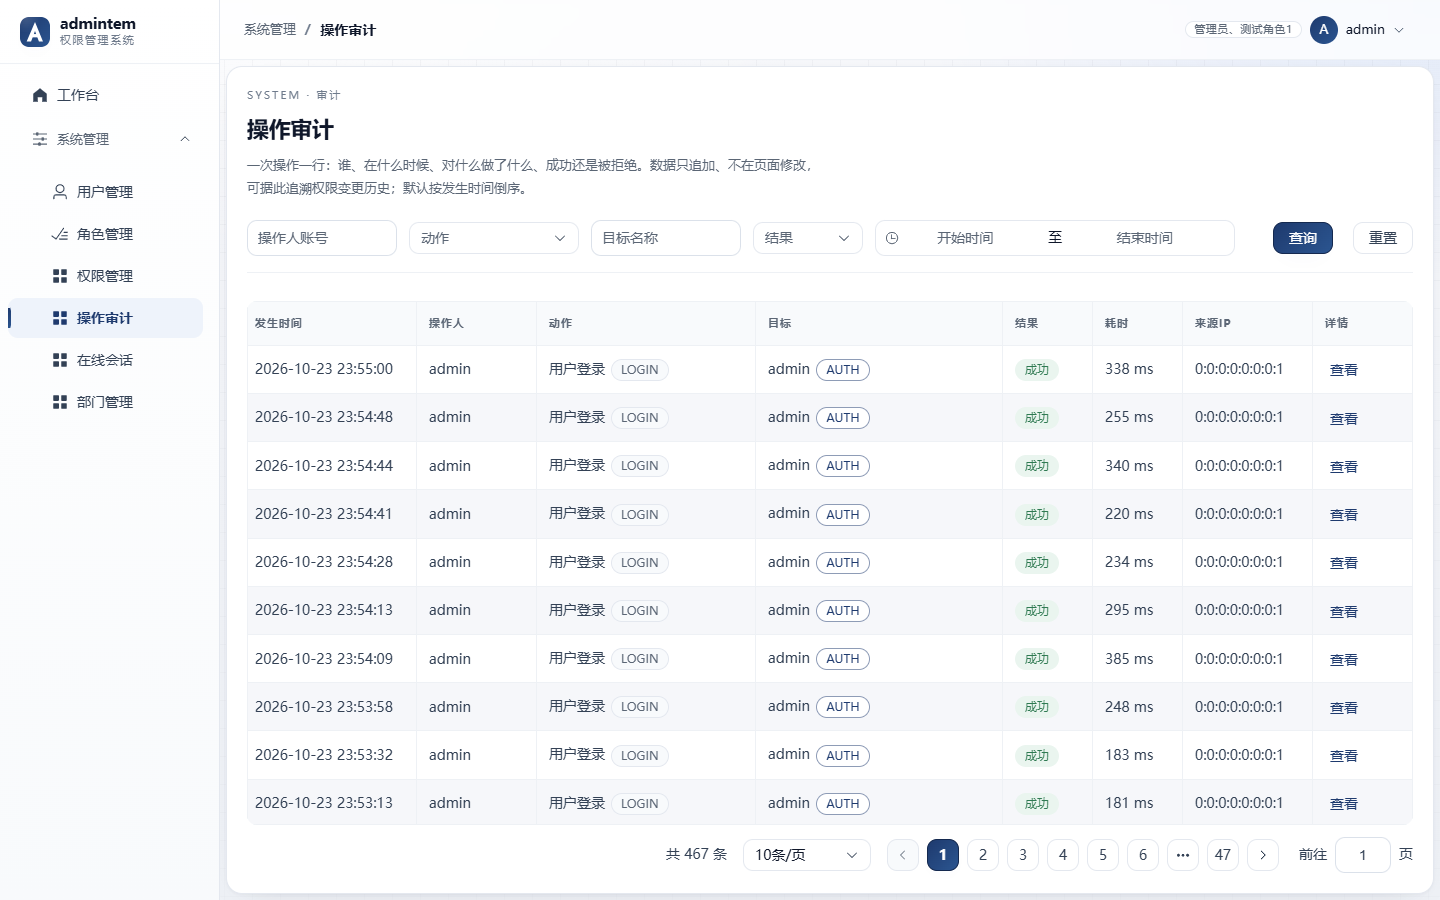 admintem
权限管理系统
系统管理 / 操作审计
管理员、测试角色1
A
admin
工作台
系统管理
用户管理
角色管理
权限管理
操作审计
在线会话
部门管理
SYSTEM · 审计
操作审计
一次操作一行：谁、在什么时候、对什么做了什么、成功还是被拒绝。数据只追加、不在页面修改，
可据此追溯权限变更历史；默认按发生时间倒序。
操作人账号 动作 目标名称 结果 开始时间 至 结束时间 查询 重置
发生时间 操作人 动作 目标 结果 耗时 来源IP 详情
2026-10-23 23:55:00 admin 用户登录 LOGIN admin AUTH 成功 338 ms 0:0:0:0:0:0:0:1 查看
2026-10-23 23:54:48 admin 用户登录 LOGIN admin AUTH 成功 255 ms 0:0:0:0:0:0:0:1 查看
2026-10-23 23:54:44 admin 用户登录 LOGIN admin AUTH 成功 340 ms 0:0:0:0:0:0:0:1 查看
2026-10-23 23:54:41 admin 用户登录 LOGIN admin AUTH 成功 220 ms 0:0:0:0:0:0:0:1 查看
2026-10-23 23:54:28 admin 用户登录 LOGIN admin AUTH 成功 234 ms 0:0:0:0:0:0:0:1 查看
2026-10-23 23:54:13 admin 用户登录 LOGIN admin AUTH 成功 295 ms 0:0:0:0:0:0:0:1 查看
2026-10-23 23:54:09 admin 用户登录 LOGIN admin AUTH 成功 385 ms 0:0:0:0:0:0:0:1 查看
2026-10-23 23:53:58 admin 用户登录 LOGIN admin AUTH 成功 248 ms 0:0:0:0:0:0:0:1 查看
2026-10-23 23:53:32 admin 用户登录 LOGIN admin AUTH 成功 183 ms 0:0:0:0:0:0:0:1 查看
2026-10-23 23:53:13 admin 用户登录 LOGIN admin AUTH 成功 181 ms 0:0:0:0:0:0:0:1 查看
共 467 条 10条/页 1 2 3 4 5 6 ••• 47 前往 1 页